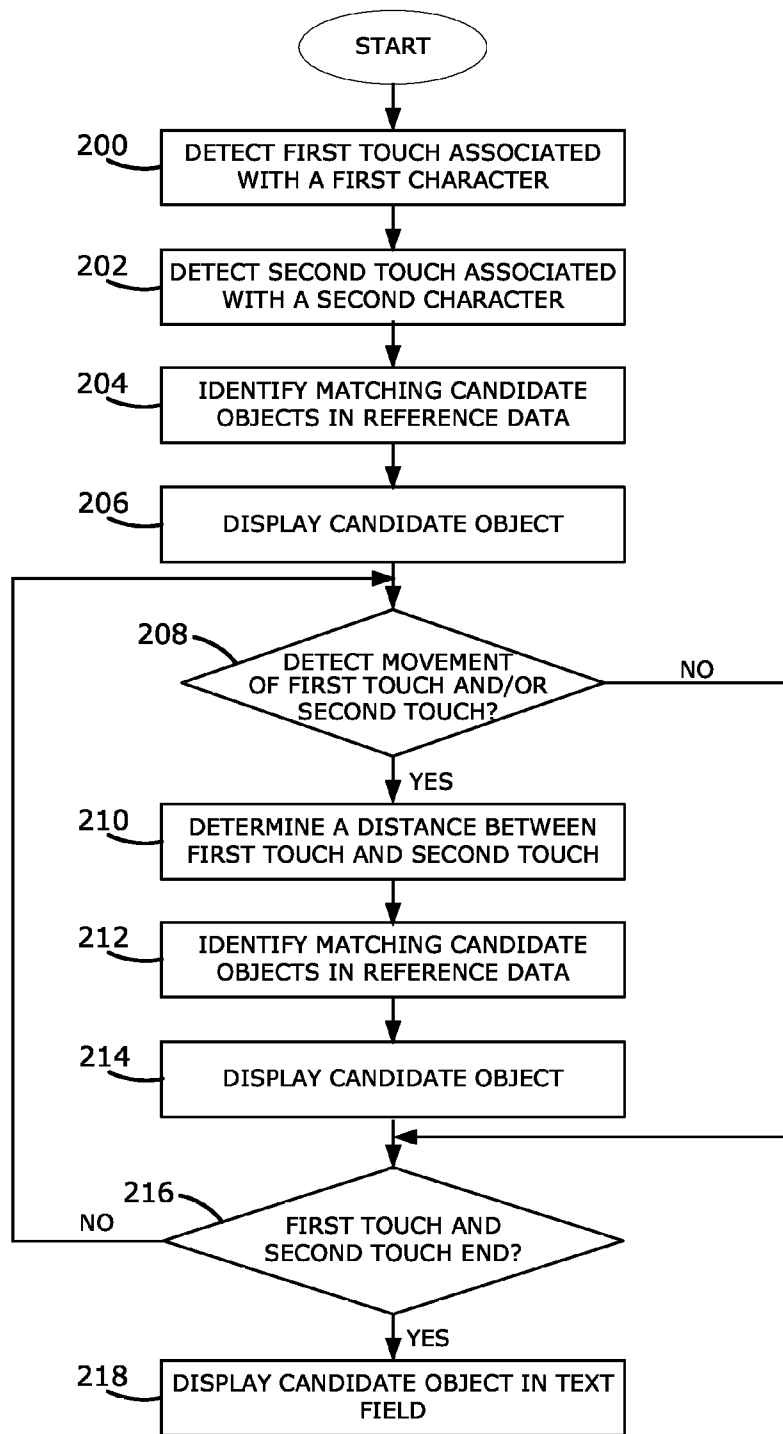 START
200
DETECT FIRST TOUCH ASSOCIATED
WITH A FIRST CHARACTER
202
DETECT SECOND TOUCH ASSOCIATED
WITH A SECOND CHARACTER
204
IDENTIFY MATCHING CANDIDATE
OBJECTS IN REFERENCE DATA
206
DISPLAY CANDIDATE OBJECT
208
DETECT MOVEMENT
OF FIRST TOUCH AND/OR
SECOND TOUCH?
NO
YES
210
DETERMINE A DISTANCE BETWEEN
FIRST TOUCH AND SECOND TOUCH
212
IDENTIFY MATCHING CANDIDATE
OBJECTS IN REFERENCE DATA
214
DISPLAY CANDIDATE OBJECT
216
NO
FIRST TOUCH AND
SECOND TOUCH END?
YES
218
DISPLAY CANDIDATE OBJECT IN TEXT
FIELD